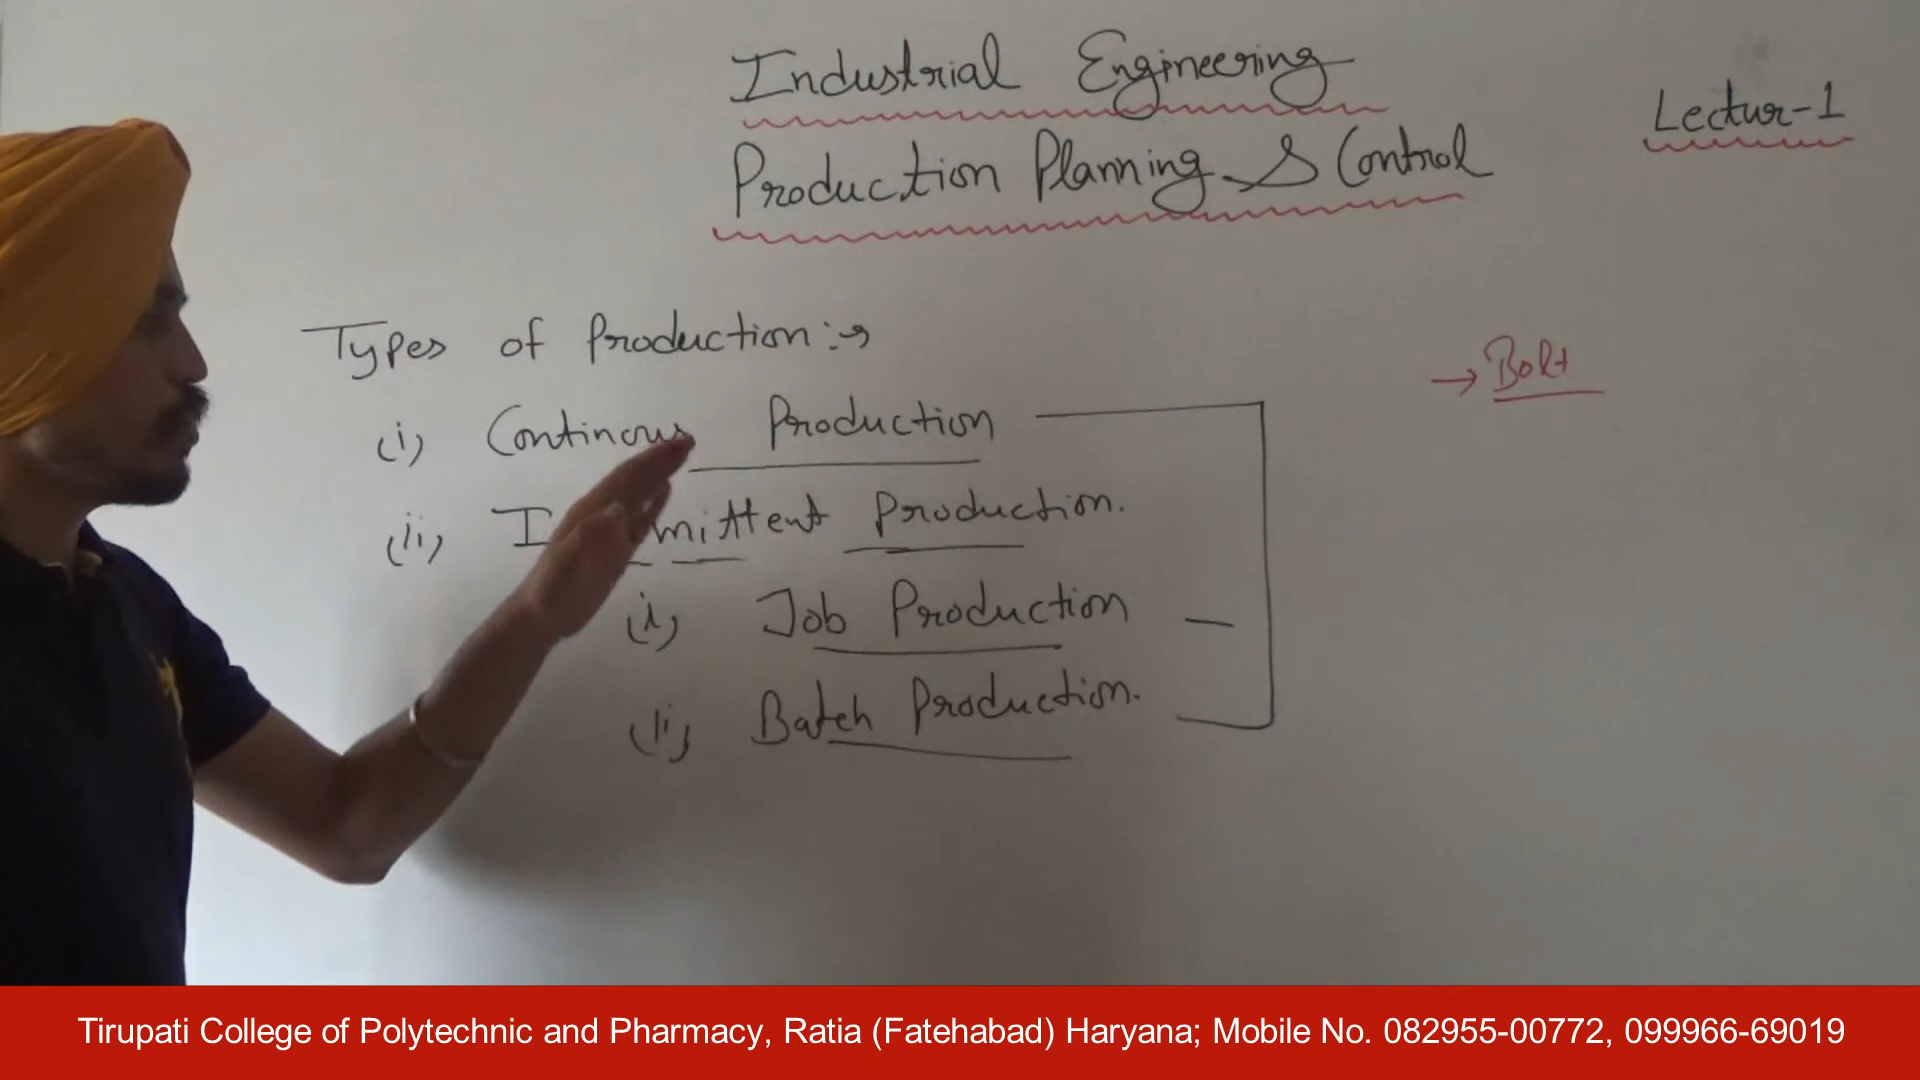 Industrial Engineering
Production Planning & Control
Lectur-1
Types of Production:→
(i) Continous Production
(ii) I mittent Production.
(i) Job Production
(ii) Batch Production.
→ Bolt
Tirupati College of Polytechnic and Pharmacy, Ratia (Fatehabad) Haryana; Mobile No. 082955-00772, 099966-69019